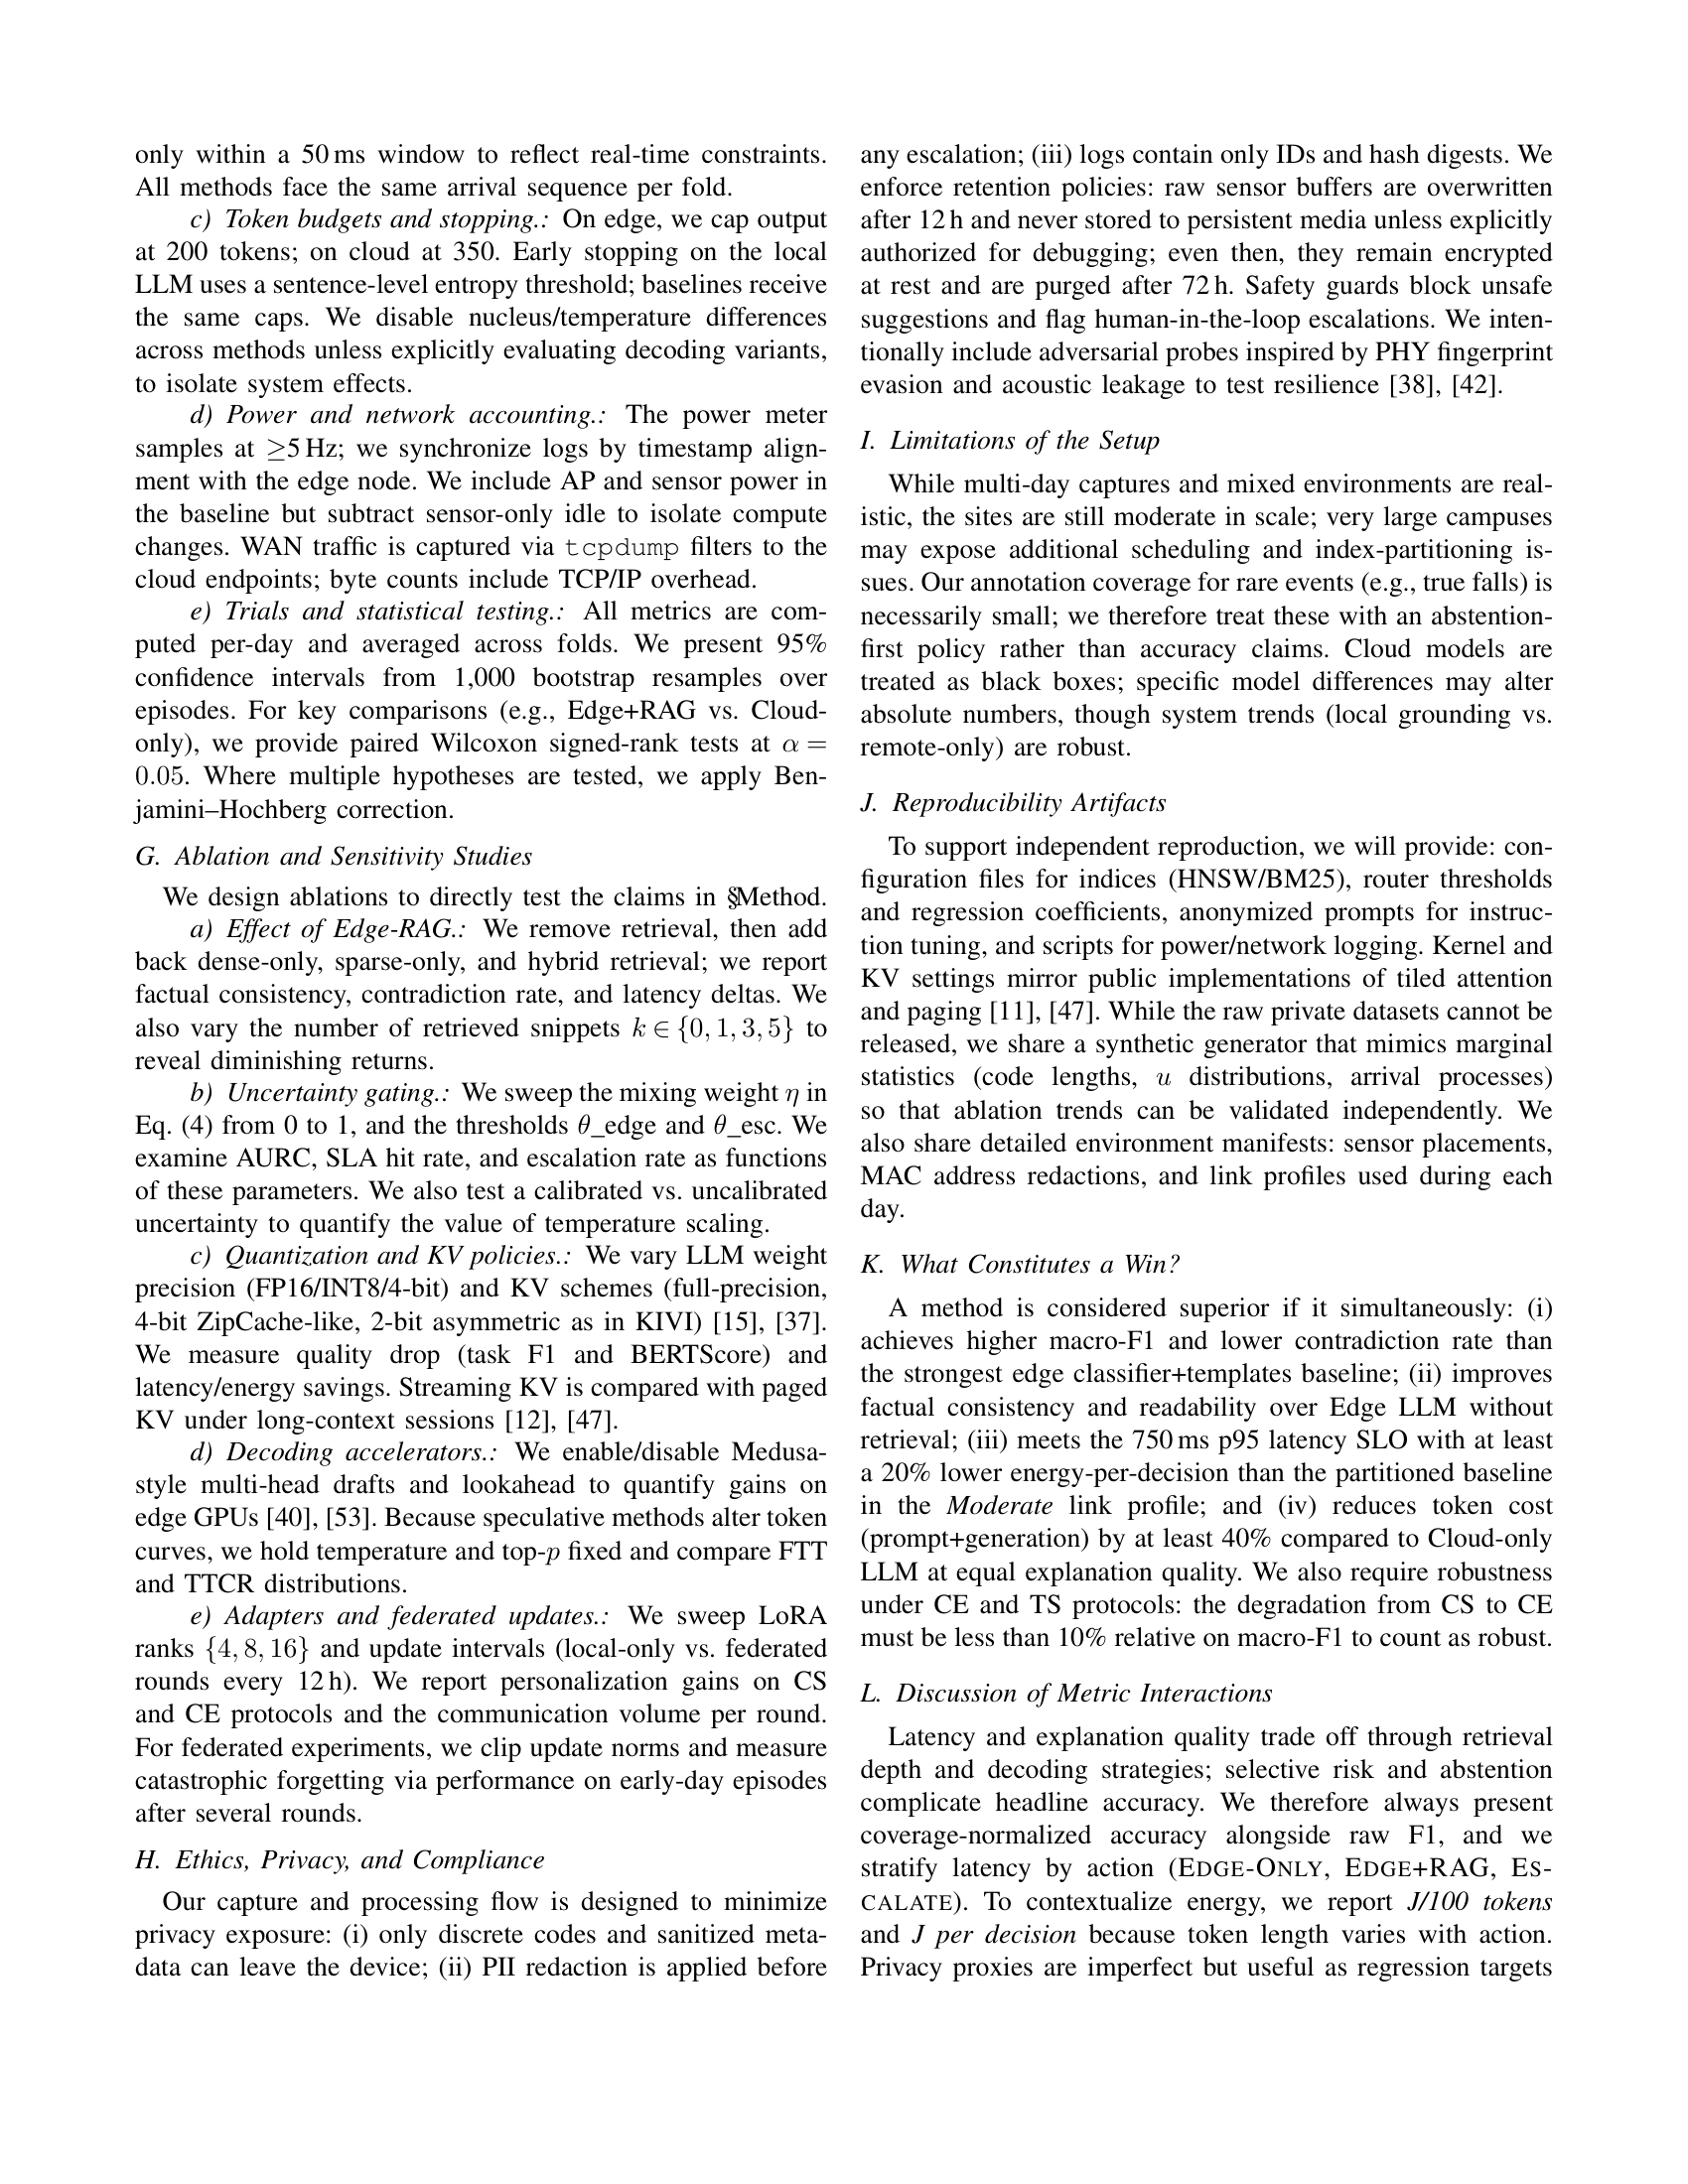 only within a 50 ms window to reflect real-time constraints.
All methods face the same arrival sequence per fold.
c) Token budgets and stopping.: On edge, we cap output
at 200 tokens; on cloud at 350. Early stopping on the local
LLM uses a sentence-level entropy threshold; baselines receive
the same caps. We disable nucleus/temperature differences
across methods unless explicitly evaluating decoding variants,
to isolate system effects.
d) Power and network accounting.: The power meter
samples at ≥5 Hz; we synchronize logs by timestamp align-
ment with the edge node. We include AP and sensor power in
the baseline but subtract sensor-only idle to isolate compute
changes. WAN traffic is captured via tcpdump filters to the
cloud endpoints; byte counts include TCP/IP overhead.
e) Trials and statistical testing.: All metrics are com-
puted per-day and averaged across folds. We present 95%
confidence intervals from 1,000 bootstrap resamples over
episodes. For key comparisons (e.g., Edge+RAG vs. Cloud-
only), we provide paired Wilcoxon signed-rank tests at α =
0.05. Where multiple hypotheses are tested, we apply Ben-
jamini–Hochberg correction.
G. Ablation and Sensitivity Studies
We design ablations to directly test the claims in §Method.
a) Effect of Edge-RAG.: We remove retrieval, then add
back dense-only, sparse-only, and hybrid retrieval; we report
factual consistency, contradiction rate, and latency deltas. We
also vary the number of retrieved snippets k ∈ {0, 1, 3, 5} to
reveal diminishing returns.
b) Uncertainty gating.: We sweep the mixing weight η in
Eq. (4) from 0 to 1, and the thresholds θ_edge and θ_esc. We
examine AURC, SLA hit rate, and escalation rate as functions
of these parameters. We also test a calibrated vs. uncalibrated
uncertainty to quantify the value of temperature scaling.
c) Quantization and KV policies.: We vary LLM weight
precision (FP16/INT8/4-bit) and KV schemes (full-precision,
4-bit ZipCache-like, 2-bit asymmetric as in KIVI) [15], [37].
We measure quality drop (task F1 and BERTScore) and
latency/energy savings. Streaming KV is compared with paged
KV under long-context sessions [12], [47].
d) Decoding accelerators.: We enable/disable Medusa-
style multi-head drafts and lookahead to quantify gains on
edge GPUs [40], [53]. Because speculative methods alter token
curves, we hold temperature and top-p fixed and compare FTT
and TTCR distributions.
e) Adapters and federated updates.: We sweep LoRA
ranks {4, 8, 16} and update intervals (local-only vs. federated
rounds every 12 h). We report personalization gains on CS
and CE protocols and the communication volume per round.
For federated experiments, we clip update norms and measure
catastrophic forgetting via performance on early-day episodes
after several rounds.
H. Ethics, Privacy, and Compliance
Our capture and processing flow is designed to minimize
privacy exposure: (i) only discrete codes and sanitized meta-
data can leave the device; (ii) PII redaction is applied before
any escalation; (iii) logs contain only IDs and hash digests. We
enforce retention policies: raw sensor buffers are overwritten
after 12 h and never stored to persistent media unless explicitly
authorized for debugging; even then, they remain encrypted
at rest and are purged after 72 h. Safety guards block unsafe
suggestions and flag human-in-the-loop escalations. We inten-
tionally include adversarial probes inspired by PHY fingerprint
evasion and acoustic leakage to test resilience [38], [42].
I. Limitations of the Setup
While multi-day captures and mixed environments are real-
istic, the sites are still moderate in scale; very large campuses
may expose additional scheduling and index-partitioning is-
sues. Our annotation coverage for rare events (e.g., true falls) is
necessarily small; we therefore treat these with an abstention-
first policy rather than accuracy claims. Cloud models are
treated as black boxes; specific model differences may alter
absolute numbers, though system trends (local grounding vs.
remote-only) are robust.
J. Reproducibility Artifacts
To support independent reproduction, we will provide: con-
figuration files for indices (HNSW/BM25), router thresholds
and regression coefficients, anonymized prompts for instruc-
tion tuning, and scripts for power/network logging. Kernel and
KV settings mirror public implementations of tiled attention
and paging [11], [47]. While the raw private datasets cannot be
released, we share a synthetic generator that mimics marginal
statistics (code lengths, u distributions, arrival processes)
so that ablation trends can be validated independently. We
also share detailed environment manifests: sensor placements,
MAC address redactions, and link profiles used during each
day.
K. What Constitutes a Win?
A method is considered superior if it simultaneously: (i)
achieves higher macro-F1 and lower contradiction rate than
the strongest edge classifier+templates baseline; (ii) improves
factual consistency and readability over Edge LLM without
retrieval; (iii) meets the 750 ms p95 latency SLO with at least
a 20% lower energy-per-decision than the partitioned baseline
in the Moderate link profile; and (iv) reduces token cost
(prompt+generation) by at least 40% compared to Cloud-only
LLM at equal explanation quality. We also require robustness
under CE and TS protocols: the degradation from CS to CE
must be less than 10% relative on macro-F1 to count as robust.
L. Discussion of Metric Interactions
Latency and explanation quality trade off through retrieval
depth and decoding strategies; selective risk and abstention
complicate headline accuracy. We therefore always present
coverage-normalized accuracy alongside raw F1, and we
stratify latency by action (EDGE-ONLY, EDGE+RAG, ES-
CALATE). To contextualize energy, we report J/100 tokens
and J per decision because token length varies with action.
Privacy proxies are imperfect but useful as regression targets